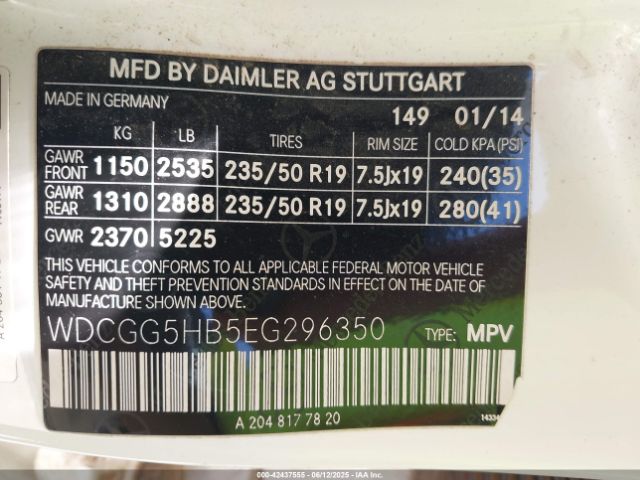 MFD BY DAIMLER AG STUTTGART
MADE IN GERMANY 149 01/14
KG LB TIRES RIM SIZE COLD KPA (PSI)
GAWR FRONT 1150 2535 235/50 R19 7.5Jx19 240(35)
GAWR REAR 1310 2888 235/50 R19 7.5Jx19 280(41)
GVWR 2370 5225
THIS VEHICLE CONFORMS TO ALL APPLICABLE FEDERAL MOTOR VEHICLE
SAFETY AND THEFT PREVENTION STANDARDS IN EFFECT ON THE DATE
OF MANUFACTURE SHOWN ABOVE.
WDCGG5HB5EG296350 TYPE: MPV
A 204 817 78 20
00-42437555 - 06/12/2025 - Copyright IAA, Inc.